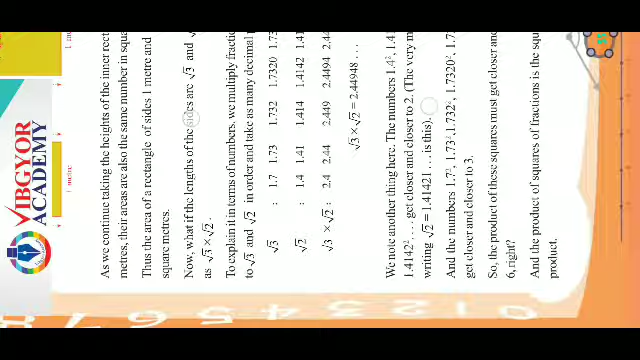 VIBGYOR
ACADEMY
1 metre
1 m
As we continue taking the heights of the inner rect
metres, their areas are also the same number in squa
Thus the area of a rectangle of sides 1 metre and
square metres.
Now, what if the lengths of the sides are √3 and √
as √3 × √2.
To explain it in terms of numbers, we multiply fractio
to √3 and √2 in order and take as many decimal
√3 : 1.7 1.73 1.732 1.7320 1.73
√2 : 1.4 1.41 1.414 1.4142 1.41
√3 × √2 : 2.4 2.44 2.449 2.4494 2.44
√3 × √2 = 2.44948 . . .
We note another thing here. The numbers 1.4², 1.41
1.4142², . . . get closer and closer to 2. (The very m
writing √2 = 1.41421 . . . is this).
And the numbers 1.7², 1.73², 1.732², 1.7320², 1.7
get closer and closer to 3.
So, the product of these squares must get closer and
6, right?
And the product of squares of fractions is the squ
product.